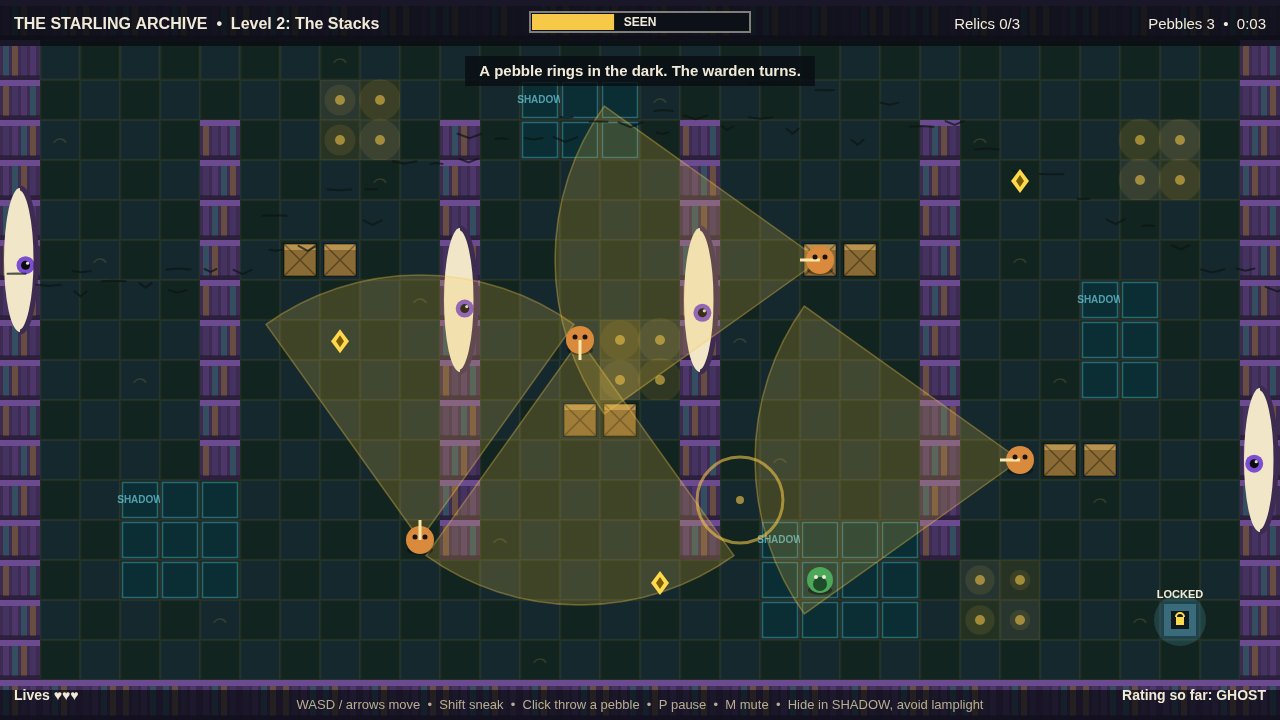 THE STARLING ARCHIVE • Level 2: The Stacks
SEEN
Relics 0/3
Pebbles 3 • 0:03
A pebble rings in the dark. The warden turns.
SHADOW
SHADOW
SHADOW
SHADOW
LOCKED
Lives ♥♥♥
WASD / arrows move • Shift sneak • Click throw a pebble • P pause • M mute • Hide in SHADOW, avoid lamplight
Rating so far: GHOST